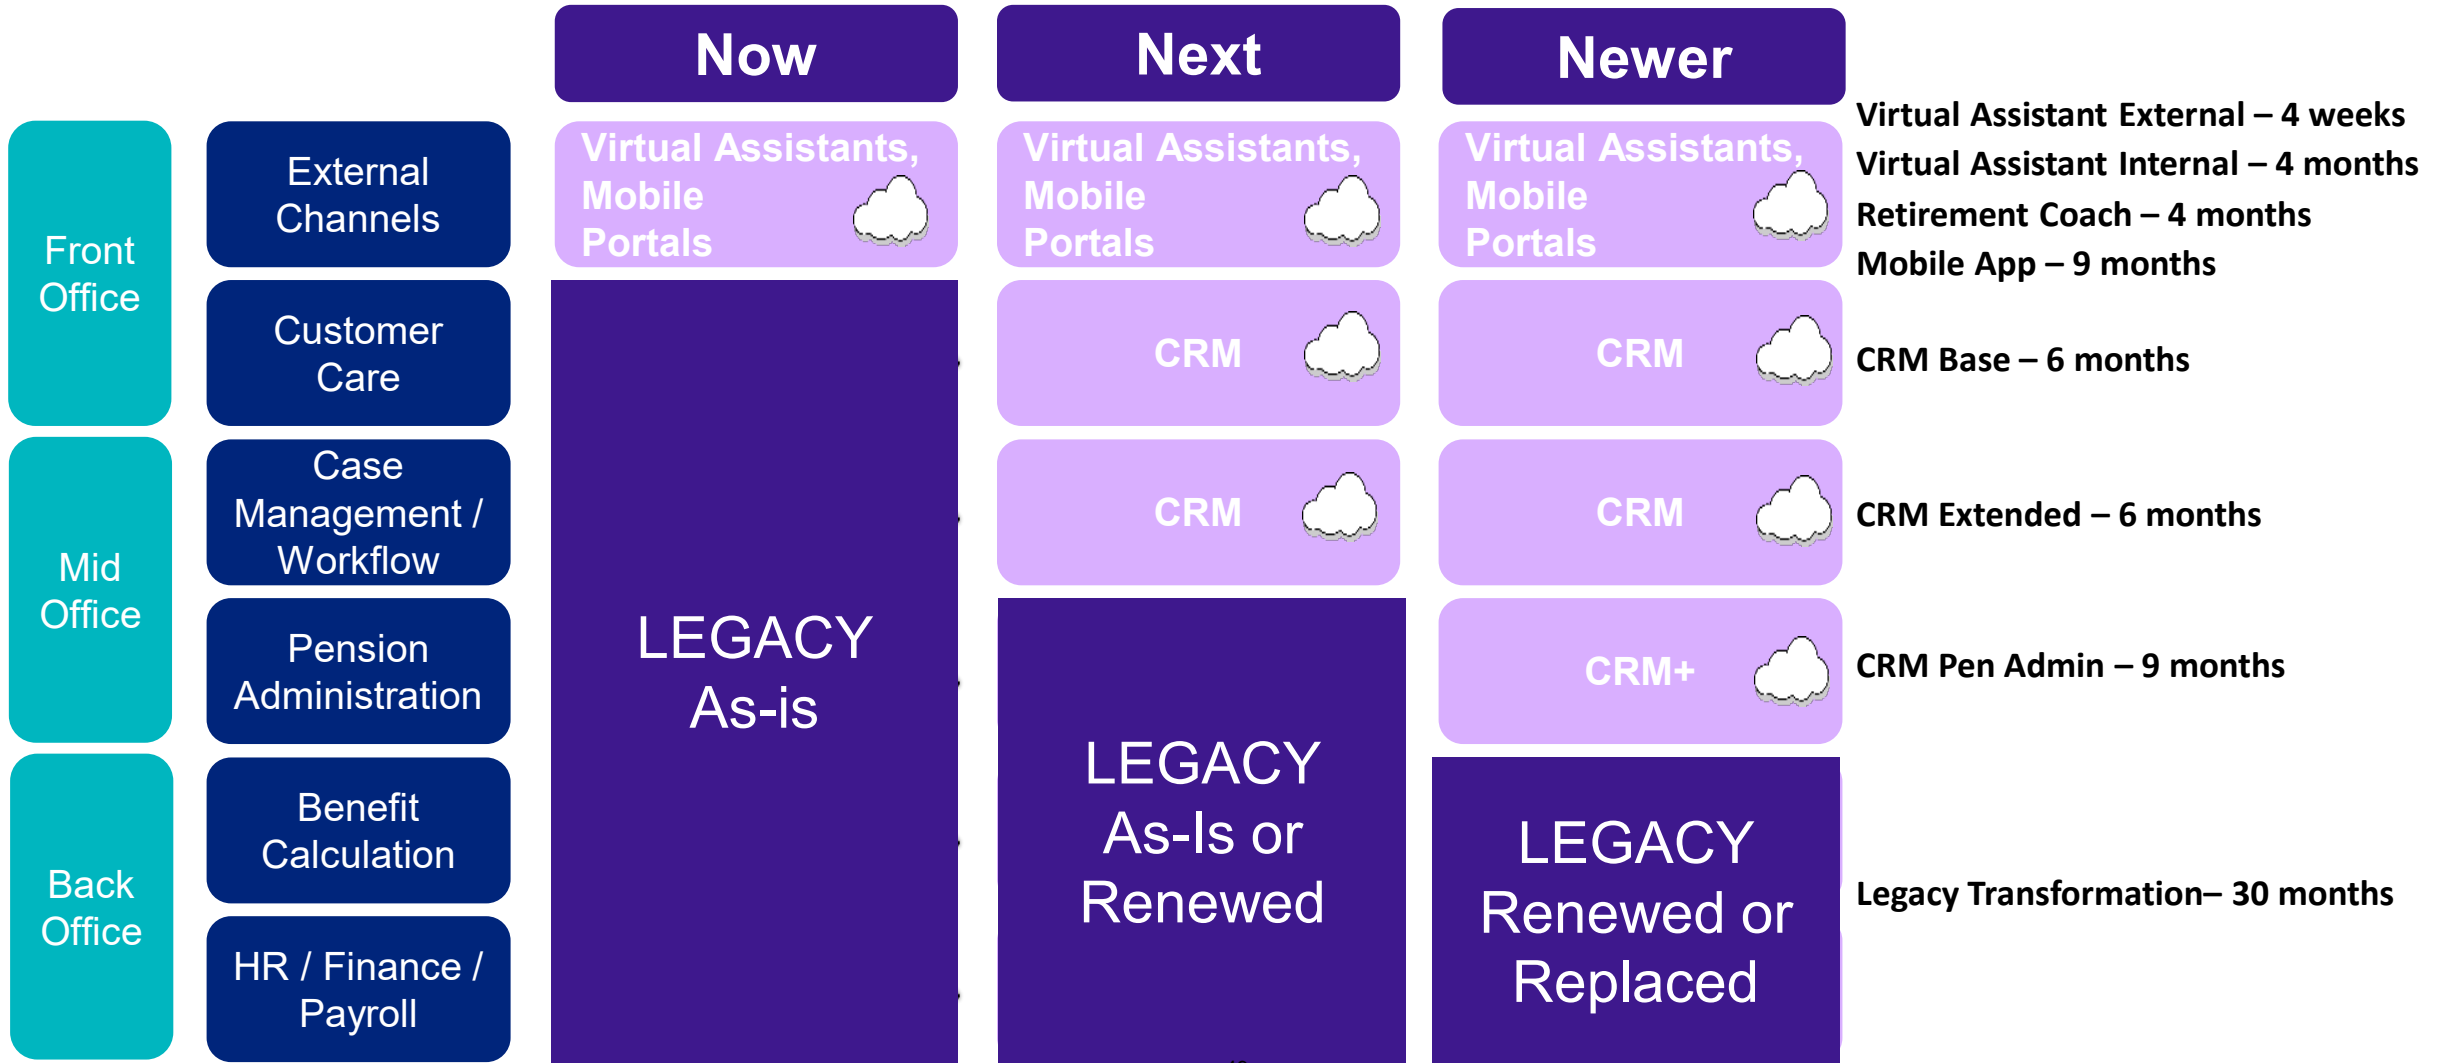 Now
Next
Newer
Front
Office
Mid
Office
Back
Office
External
Channels
Customer
Care
Case
Management /
Workflow
Pension
Administration
Benefit
Calculation
HR / Finance /
Payroll
Virtual Assistants,
Mobile
Portals
LEGACY
As-is
Virtual Assistants,
Mobile
Portals
CRM
CRM
LEGACY
As-Is or
Renewed
Virtual Assistants,
Mobile
Portals
CRM
CRM
CRM+
LEGACY
Renewed or
Replaced
Virtual Assistant External – 4 weeks
Virtual Assistant Internal – 4 months
Retirement Coach – 4 months
Mobile App – 9 months
CRM Base – 6 months
CRM Extended – 6 months
CRM Pen Admin – 9 months
Legacy Transformation– 30 months